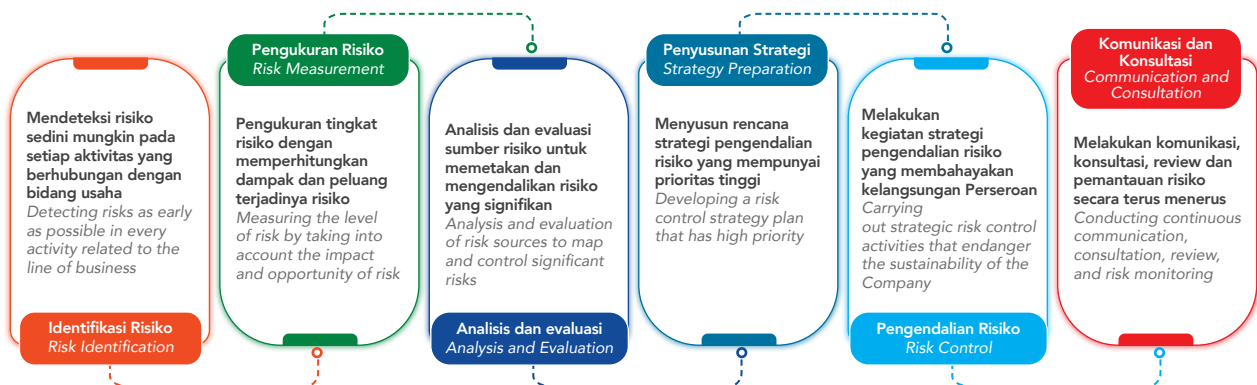 Mendeteksi risiko
sedini mungkin pada
setiap aktivitas yang
berhubungan dengan
bidang usaha
Detecting risks as early
as possible in every
activity related to the
line of business
Identifikasi Risiko
Risk Identification
Pengukuran Risiko
Risk Measurement
Pengukuran tingkat
risiko dengan
memperhitungkan
dampak dan peluang
terjadinya risiko
Measuring the level
of risk by taking into
account the impact
and opportunity of risk
Analisis dan evaluasi
sumber risiko untuk
memetakan dan
mengendalikan risiko
yang signifikan
Analysis and evaluation
of risk sources to map
and control significant
risks
Analisis dan evaluasi
Analysis and Evaluation
Penyusunan Strategi
Strategy Preparation
Menyusun rencana
strategi pengendalian
risiko yang mempunyai
prioritas tinggi
Developing a risk
control strategy plan
that has high priority
Melakukan
kegiatan strategi
pengendalian risiko
yang membahayakan
kelangsungan Perseroan
Carrying
out strategic risk control
activities that endanger
the sustainability of the
Company
Pengendalian Risiko
Risk Control
Komunikasi dan
Konsultasi
Communication and
Consultation
Melakukan komunikasi,
konsultasi, review dan
pemantauan risiko
secara terus menerus
Conducting continuous
communication,
consultation, review,
and risk monitoring